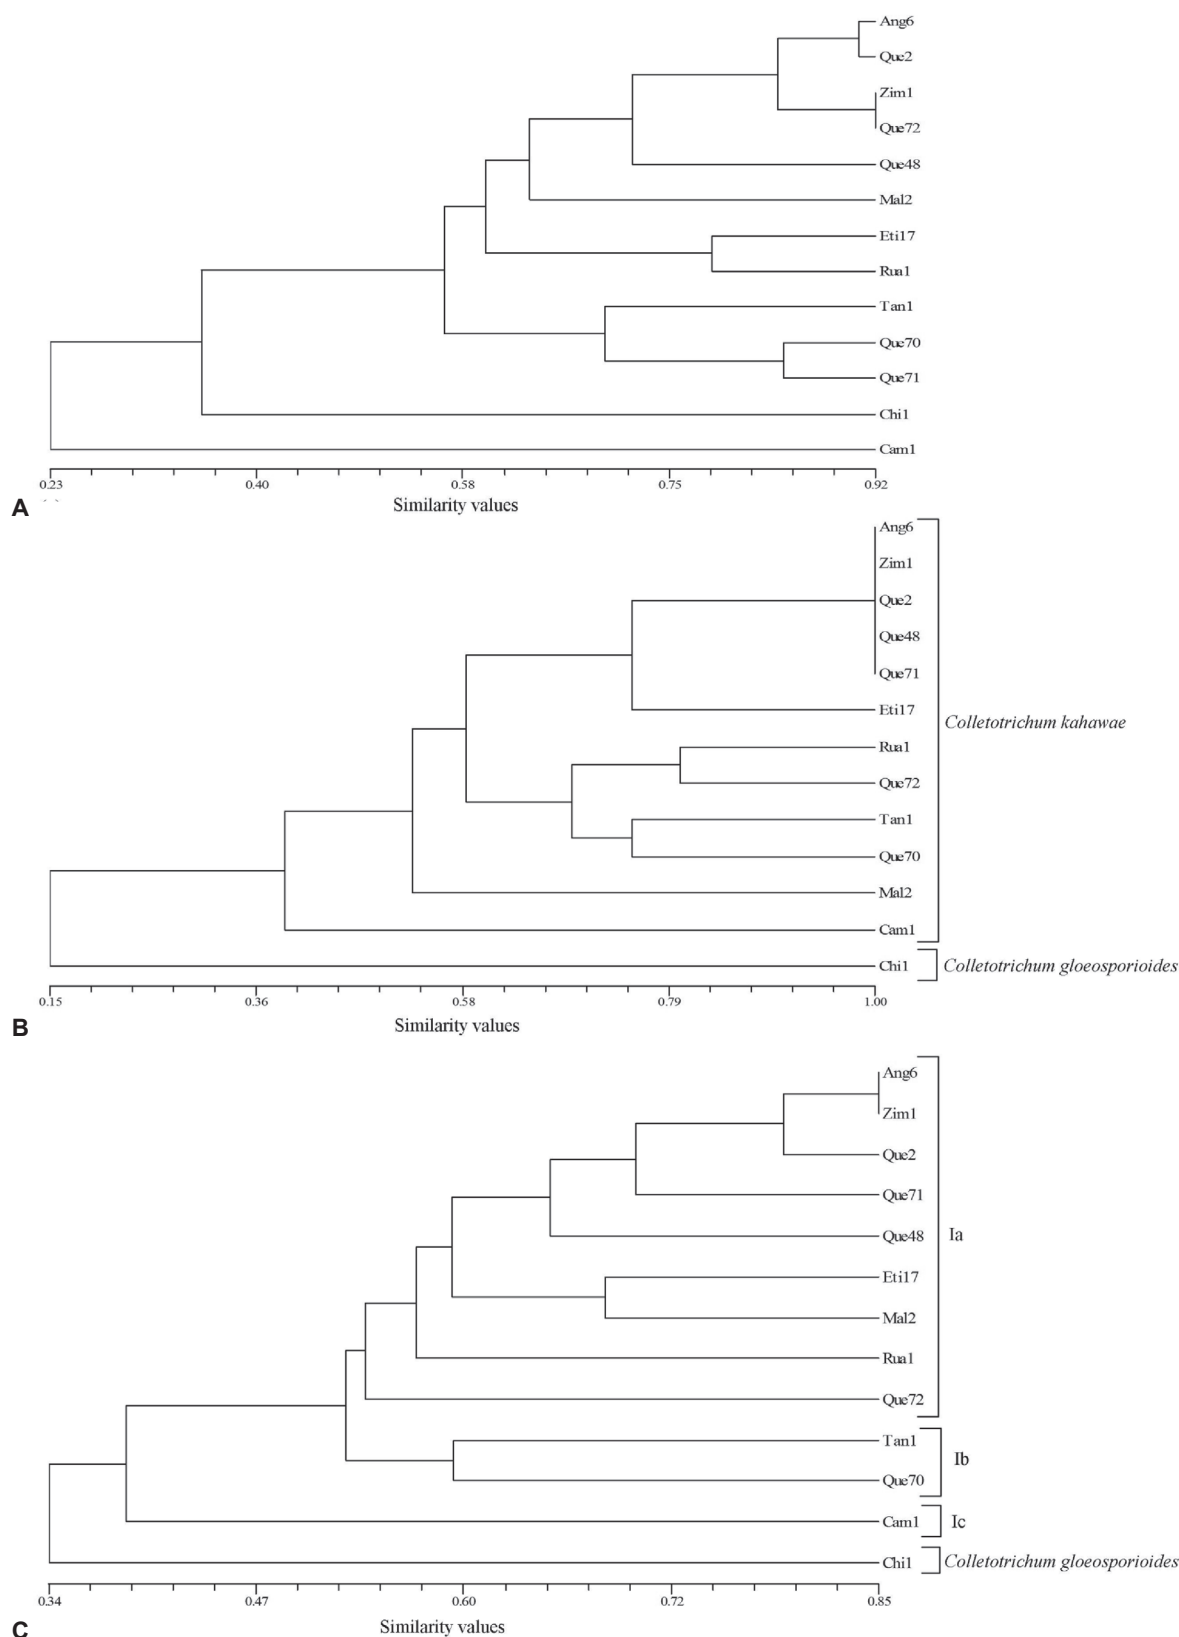 Ang6
Que2
Zim1
Que72
Que48
Mal2
Eti17
Rua1
Tan1
Que70
Que71
Chi1
Cam1
0.23 0.40 0.58 0.75 0.92
Similarity values
A
Ang6
Zim1
Que2
Que48
Que71
Eti17
Colletotrichum kahawae
Rua1
Que72
Tan1
Que70
Mal2
Cam1
Chi1 Colletotrichum gloeosporioides
0.15 0.36 0.58 0.79 1.00
Similarity values
B
Ang6
Zim1
Que2
Que71
Que48 Ia
Eti17
Mal2
Rua1
Que72
Tan1
Ib
Que70
Cam1 Ic
Chi1 Colletotrichum gloeosporioides
0.34 0.47 0.60 0.72 0.85
Similarity values
C